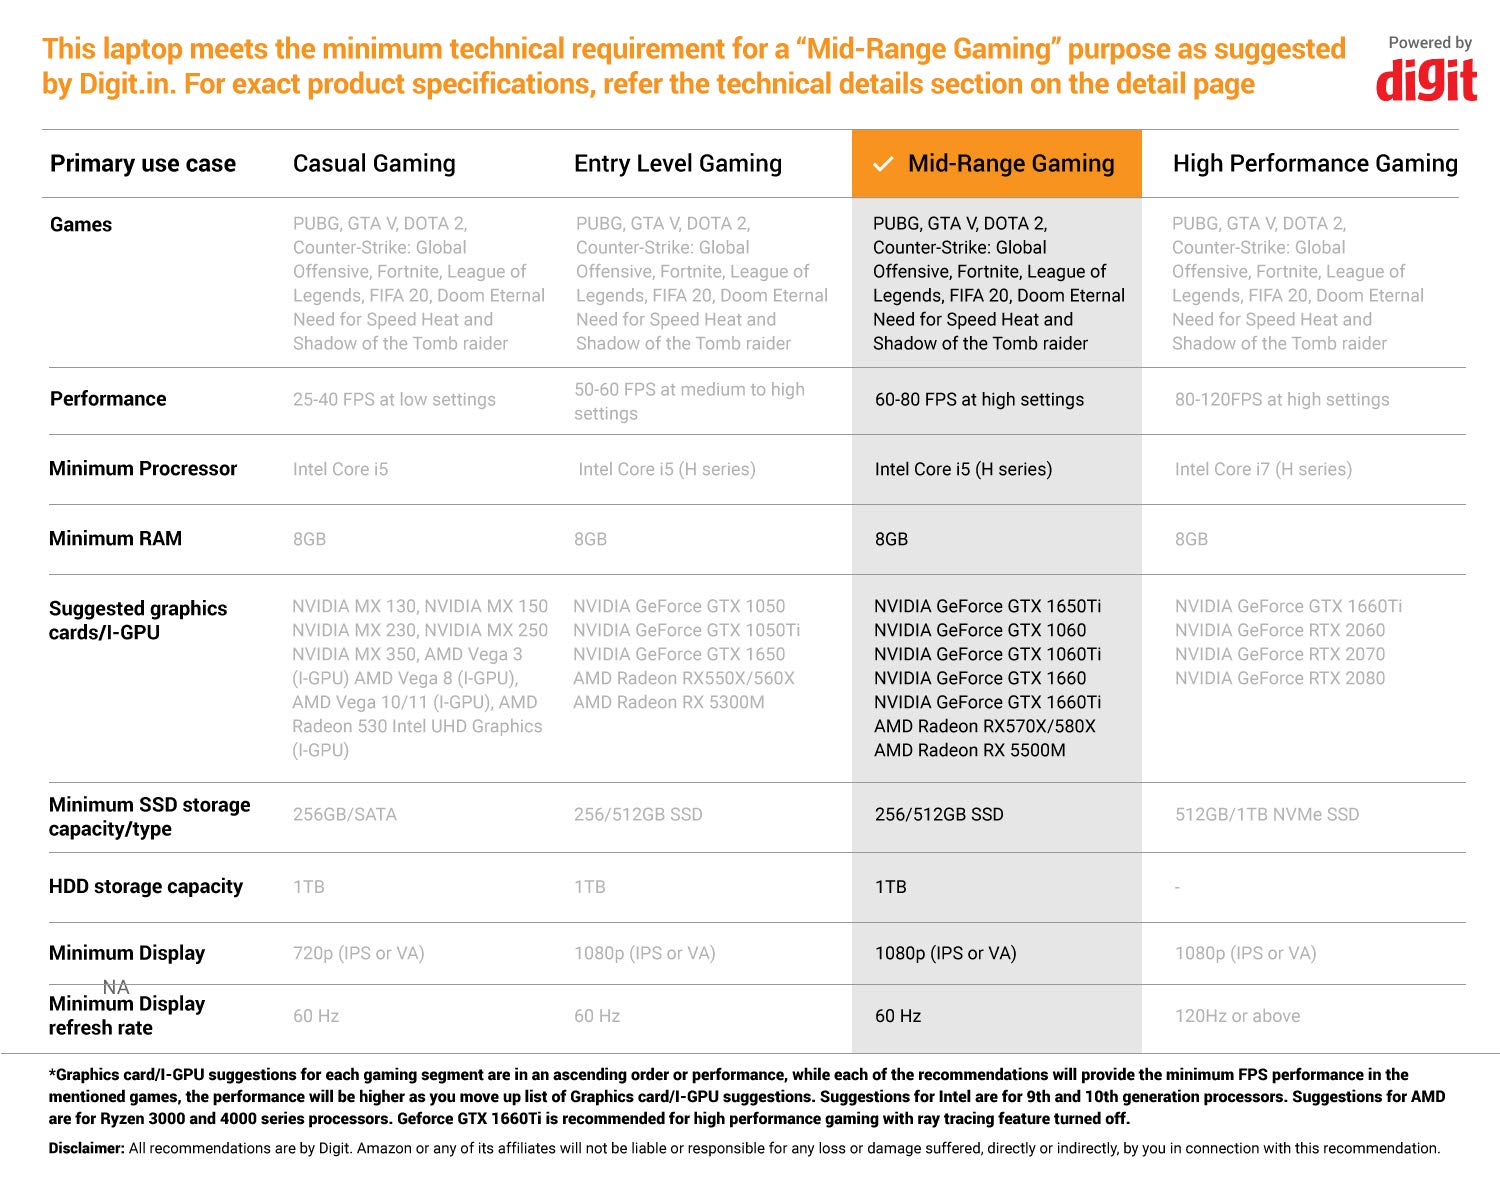 This laptop meets the minimum technical requirement for a “Mid-Range Gaming” purpose as suggested
by Digit.in. For exact product specifications, refer the technical details section on the detail page
Powered by
digit
Primary use case
Casual Gaming
Entry Level Gaming
Mid-Range Gaming
High Performance Gaming
Games
PUBG, GTA V, DOTA 2,
Counter-Strike: Global
Offensive, Fortnite, League of
Legends, FIFA 20, Doom Eternal
Need for Speed Heat and
Shadow of the Tomb raider
PUBG, GTA V, DOTA 2,
Counter-Strike: Global
Offensive, Fortnite, League of
Legends, FIFA 20, Doom Eternal
Need for Speed Heat and
Shadow of the Tomb raider
PUBG, GTA V, DOTA 2,
Counter-Strike: Global
Offensive, Fortnite, League of
Legends, FIFA 20, Doom Eternal
Need for Speed Heat and
Shadow of the Tomb raider
PUBG, GTA V, DOTA 2,
Counter-Strike: Global
Offensive, Fortnite, League of
Legends, FIFA 20, Doom Eternal
Need for Speed Heat and
Shadow of the Tomb raider
Performance
25-40 FPS at low settings
50-60 FPS at medium to high
settings
60-80 FPS at high settings
80-120FPS at high settings
Minimum Procressor
Intel Core i5
Intel Core i5 (H series)
Intel Core i5 (H series)
Intel Core i7 (H series)
Minimum RAM
8GB
8GB
8GB
8GB
Suggested graphics
cards/I-GPU
NVIDIA MX 130, NVIDIA MX 150
NVIDIA MX 230, NVIDIA MX 250
NVIDIA MX 350, AMD Vega 3
(I-GPU) AMD Vega 8 (I-GPU),
AMD Vega 10/11 (I-GPU), AMD
Radeon 530 Intel UHD Graphics
(I-GPU)
NVIDIA GeForce GTX 1050
NVIDIA GeForce GTX 1050Ti
NVIDIA GeForce GTX 1650
AMD Radeon RX550X/560X
AMD Radeon RX 5300M
NVIDIA GeForce GTX 1650Ti
NVIDIA GeForce GTX 1060
NVIDIA GeForce GTX 1060Ti
NVIDIA GeForce GTX 1660
NVIDIA GeForce GTX 1660Ti
AMD Radeon RX570X/580X
AMD Radeon RX 5500M
NVIDIA GeForce GTX 1660Ti
NVIDIA GeForce RTX 2060
NVIDIA GeForce RTX 2070
NVIDIA GeForce RTX 2080
Minimum SSD storage
capacity/type
256GB/SATA
256/512GB SSD
256/512GB SSD
512GB/1TB NVMe SSD
HDD storage capacity
1TB
1TB
1TB
-
Minimum Display
720p (IPS or VA)
1080p (IPS or VA)
1080p (IPS or VA)
1080p (IPS or VA)
NA
Minimum Display
refresh rate
60 Hz
60 Hz
60 Hz
120Hz or above
*Graphics card/I-GPU suggestions for each gaming segment are in an ascending order or performance, while each of the recommendations will provide the minimum FPS performance in the
mentioned games, the performance will be higher as you move up list of Graphics card/I-GPU suggestions. Suggestions for Intel are for 9th and 10th generation processors. Suggestions for AMD
are for Ryzen 3000 and 4000 series processors. Geforce GTX 1660Ti is recommended for high performance gaming with ray tracing feature turned off.
Disclaimer: All recommendations are by Digit. Amazon or any of its affiliates will not be liable or responsible for any loss or damage suffered, directly or indirectly, by you in connection with this recommendation.